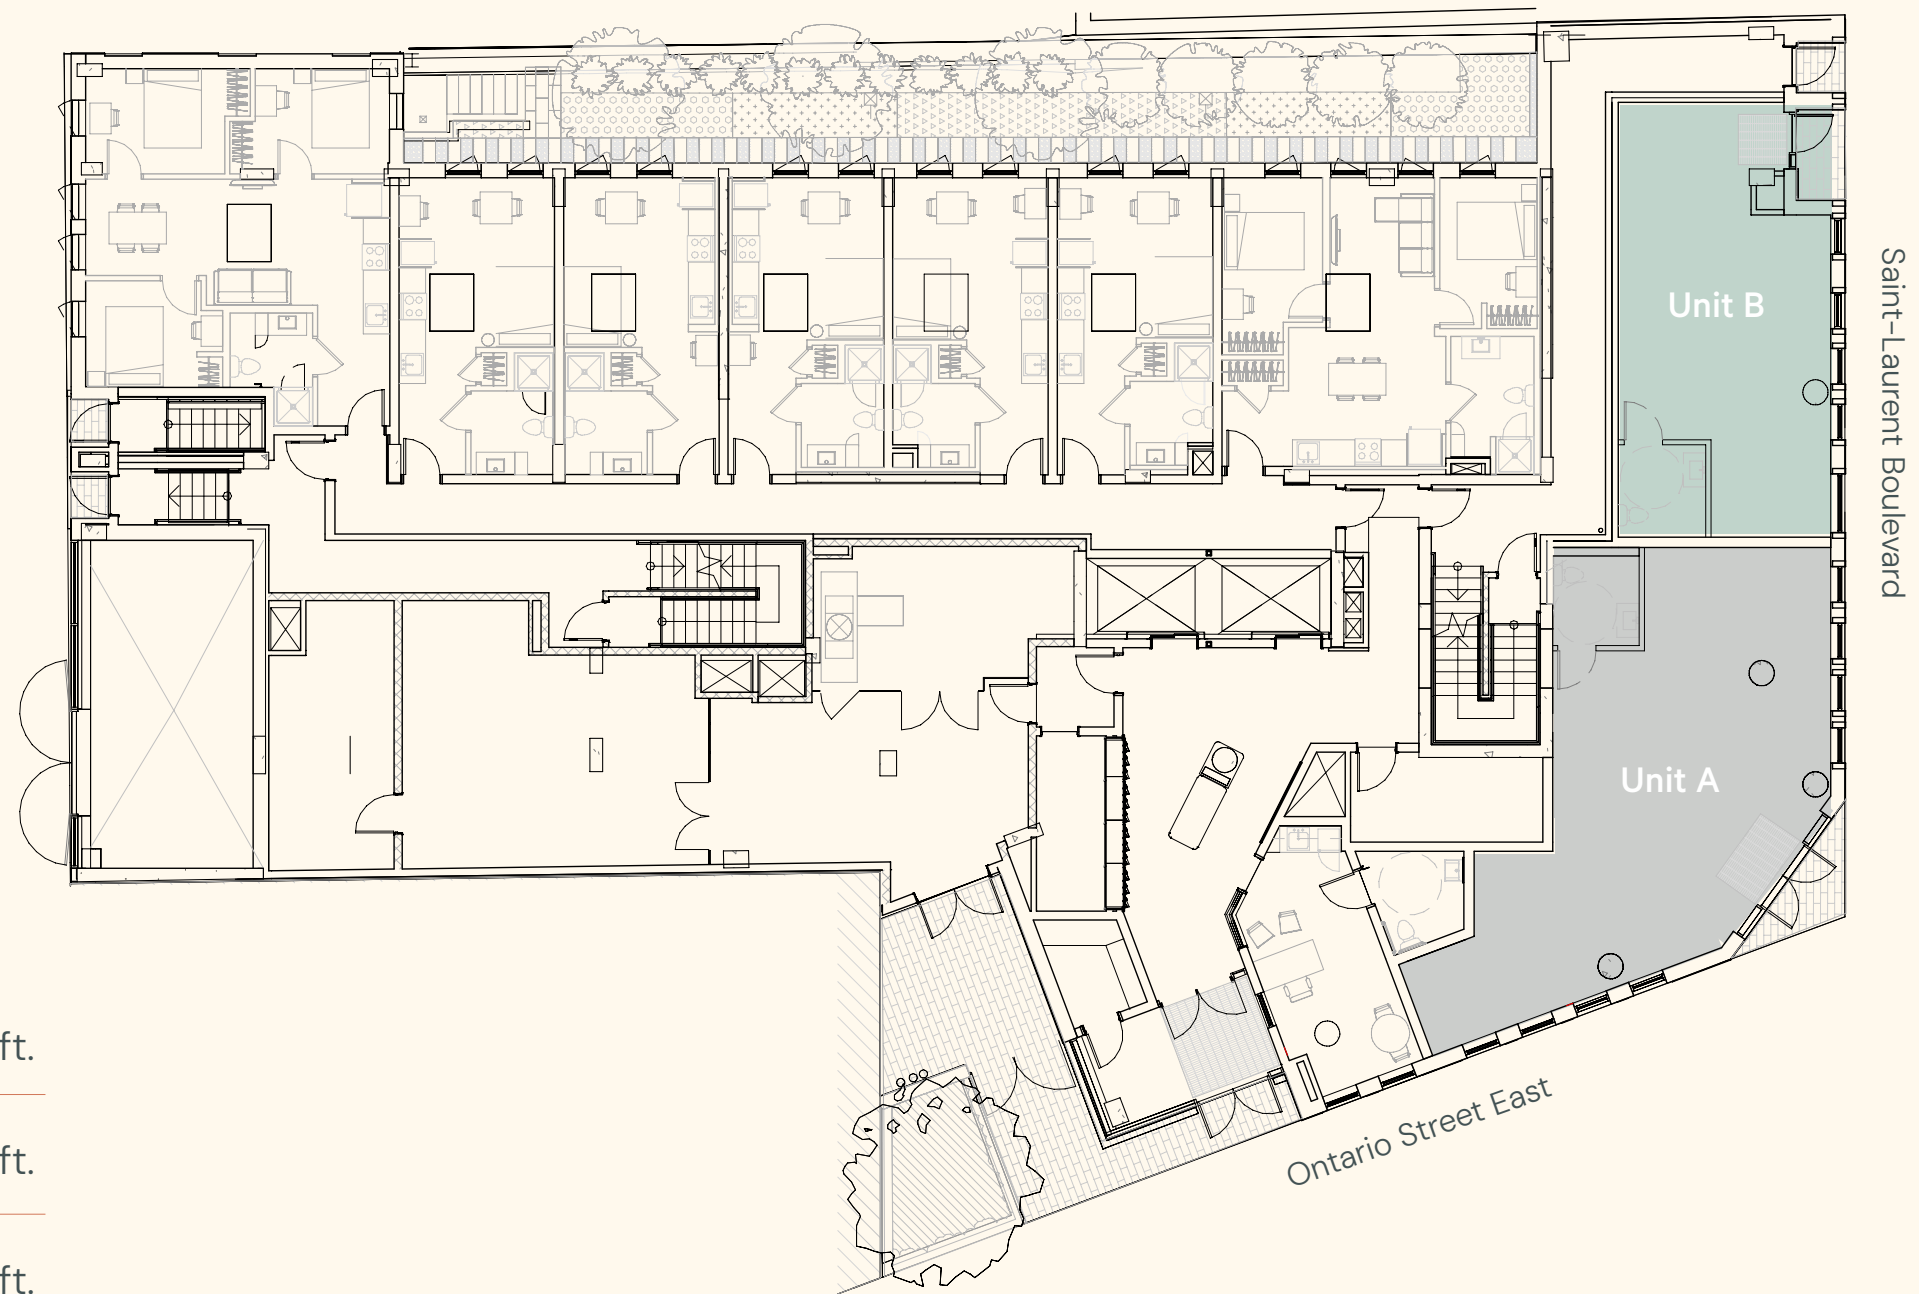 Unit B
Saint-Laurent Boulevard
Unit A
ft.
Ontario Street East
ft.
ft.